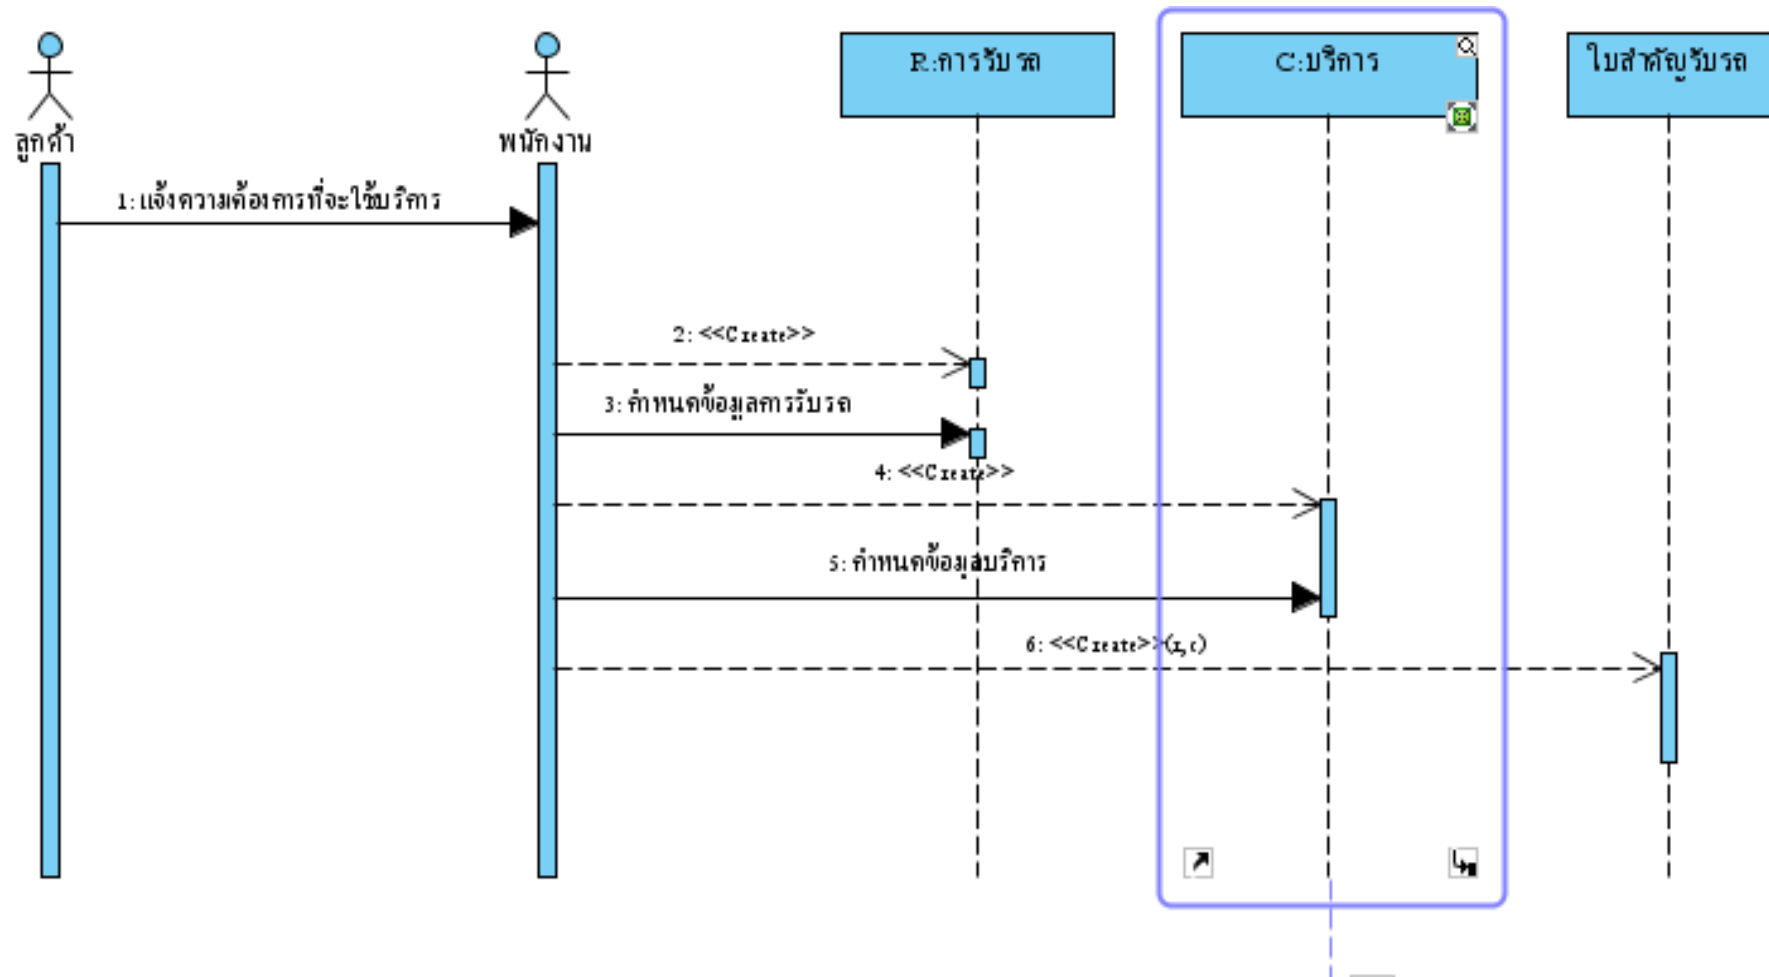 R:การรับรถ
C:บริการ
ใบสำคัญรับรถ
ลูกค้า
พนักงาน
1: แจ้งความต้องการที่จะใช้บริการ
2: <<Create>>
3: กำหนดข้อมูลการรับรถ
4: <<Create>>
5: กำหนดข้อมูลบริการ
6: <<Create>>(r,c)